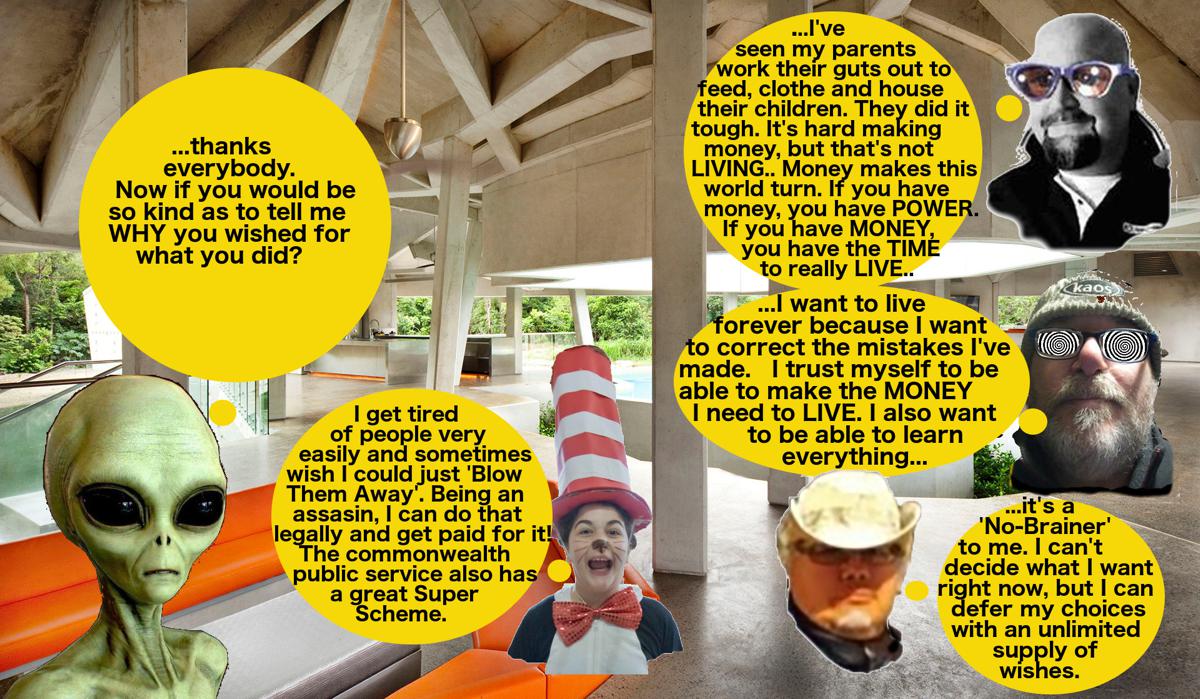 ...thanks
everybody.
Now if you would be
so kind as to tell me
WHY you wished for
what you did?
...I've
seen my parents
work their guts out to
feed, clothe and house
their children. They did it
tough. It's hard making
money, but that's not
LIVING.. Money makes this
world turn. If you have
money, you have POWER.
If you have MONEY,
you have the TIME
to really LIVE..
kaos
...I want to live
forever because I want
to correct the mistakes I've
made. I trust myself to be
able to make the MONEY
I need to LIVE. I also want
to be able to learn
everything...
I get tired
of people very
easily and sometimes
wish I could just 'Blow
Them Away'. Being an
assasin, I can do that
legally and get paid for it!
The commonwealth
public service also has
a great Super
Scheme.
...it's a
'No-Brainer'
to me. I can't
decide what I want
right now, but I can
defer my choices
with an unlimited
supply of
wishes.